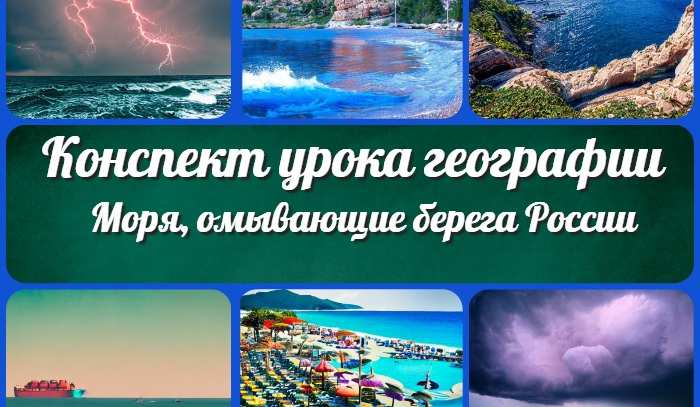 Конспект урока географии
Моря, омывающие берега России